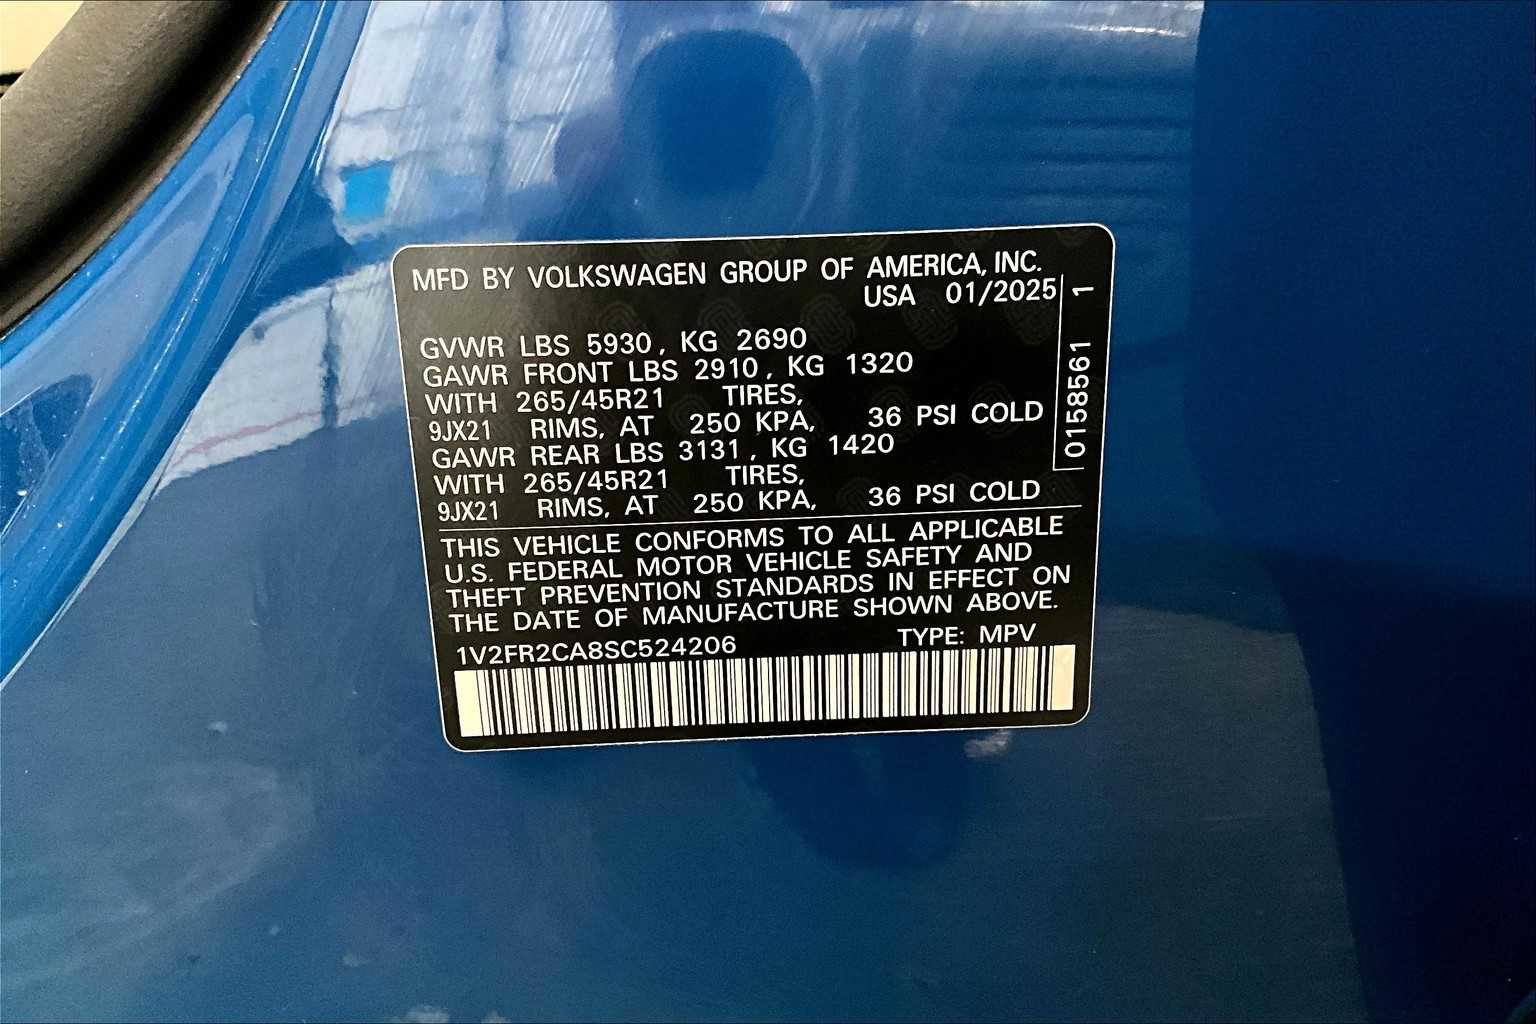 MFD BY VOLKSWAGEN GROUP OF AMERICA, INC.
USA 01/2025
GVWR LBS 5930, KG 2690
GAWR FRONT LBS 2910, KG 1320
WITH 265/45R21 TIRES,
9JX21 RIMS, AT 250 KPA, 36 PSI COLD
GAWR REAR LBS 3131, KG 1420
WITH 265/45R21 TIRES,
9JX21 RIMS, AT 250 KPA, 36 PSI COLD
0158561 1
THIS VEHICLE CONFORMS TO ALL APPLICABLE
U.S. FEDERAL MOTOR VEHICLE SAFETY AND
THEFT PREVENTION STANDARDS IN EFFECT ON
THE DATE OF MANUFACTURE SHOWN ABOVE.
1V2FR2CA8SC524206 TYPE: MPV